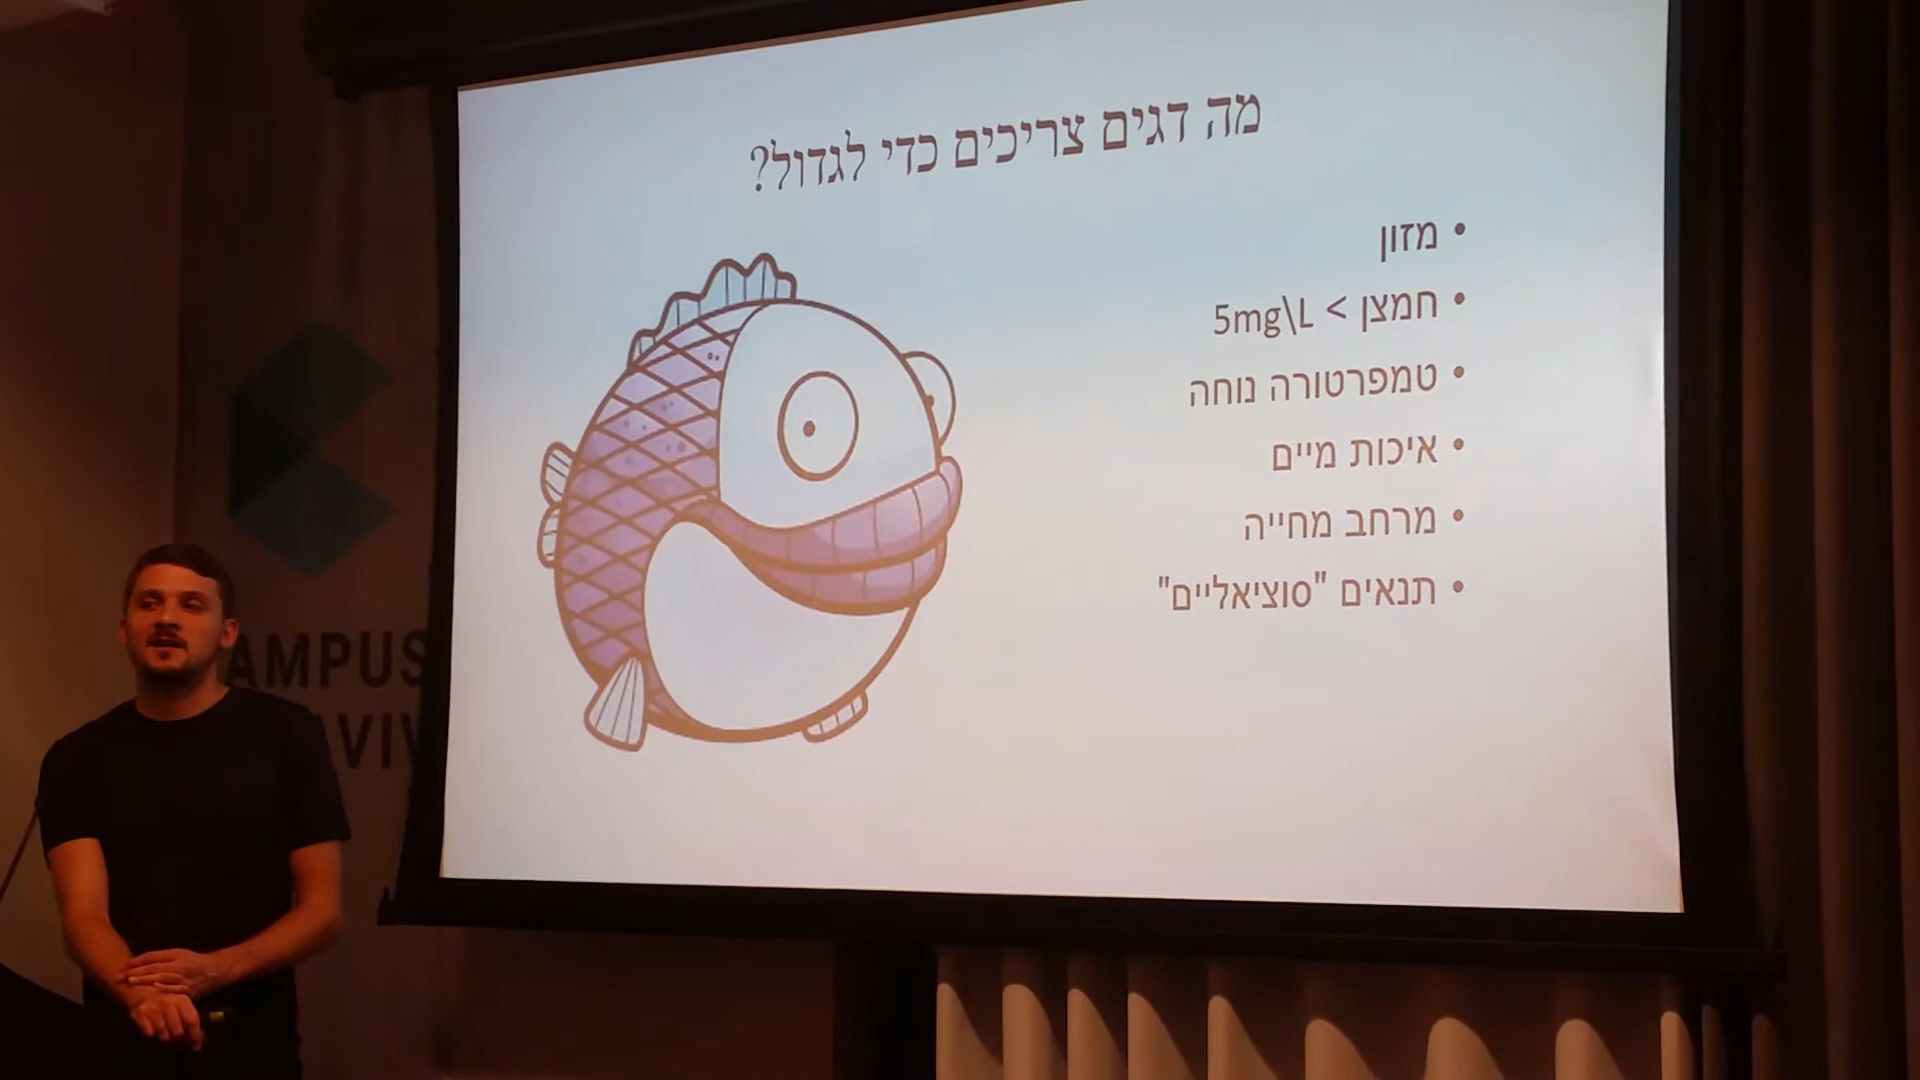 מה דגים צריכים כדי לגדול?
• מזון
• חמצן > 5mg\L
• טמפרטורה נוחה
• איכות מיים
• מרחב מחייה
• תנאים "סוציאליים"
AMPUS
AVIV